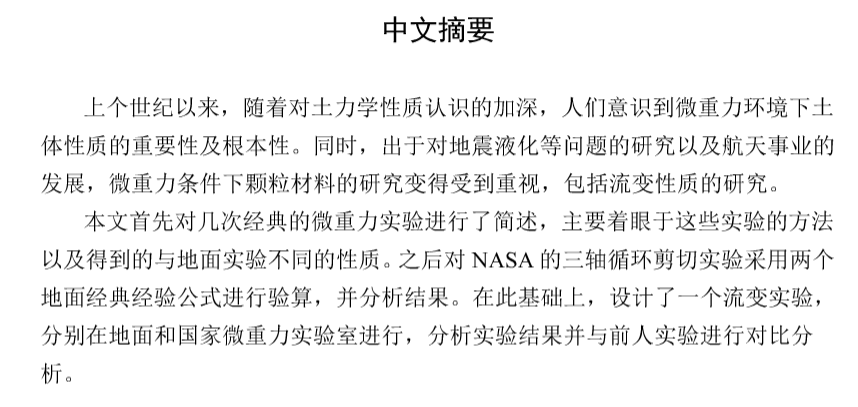 中文摘要
上个世纪以来，随着对土力学性质认识的加深，人们意识到微重力环境下土
体性质的重要性及根本性。同时，出于对地震液化等问题的研究以及航天事业的
发展，微重力条件下颗粒材料的研究变得受到重视，包括流变性质的研究。
本文首先对几次经典的微重力实验进行了简述，主要着眼于这些实验的方法
以及得到的与地面实验不同的性质。之后对 NASA 的三轴循环剪切实验采用两个
地面经典经验公式进行验算，并分析结果。在此基础上，设计了一个流变实验，
分别在地面和国家微重力实验室进行，分析实验结果并与前人实验进行对比分
析。